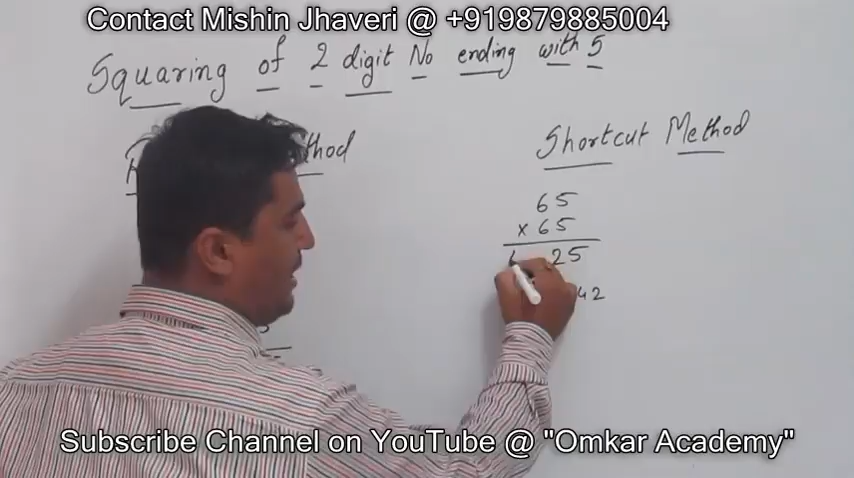 Contact Mishin Jhaveri @ +919879885004
Squaring of 2 digit No ending with 5
thod
Shortcut Method
65
x 65
25
42
Subscribe Channel on YouTube @ "Omkar Academy"